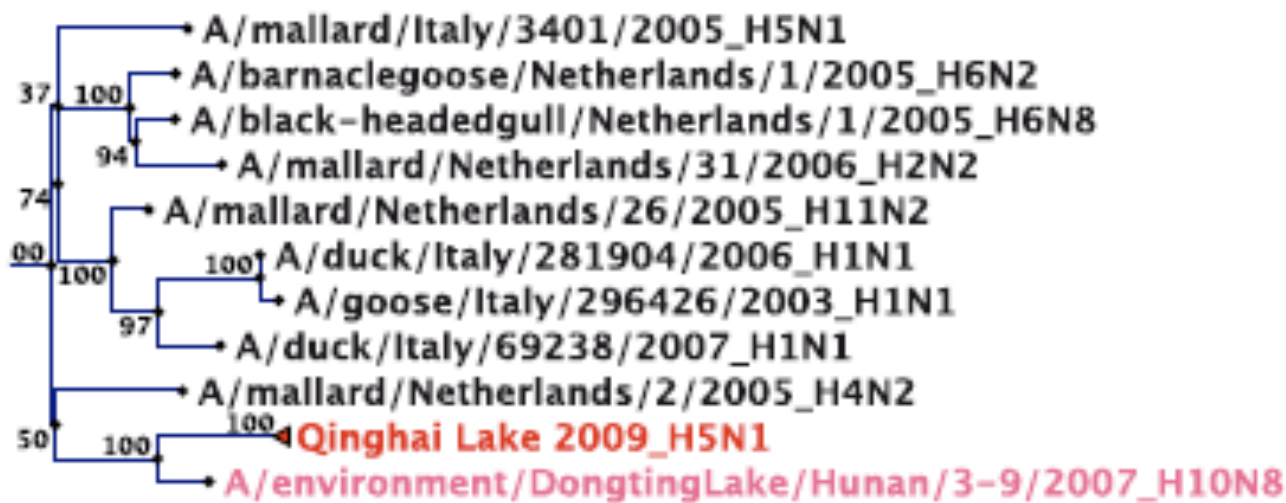 A/mallard/Italy/3401/2005_H5N1
37
100
A/barnaclegoose/Netherlands/1/2005_H6N2
A/black-headedgull/Netherlands/1/2005_H6N8
94
A/mallard/Netherlands/31/2006_H2N2
74
A/mallard/Netherlands/26/2005_H11N2
00
100
100
A/duck/Italy/281904/2006_H1N1
A/goose/Italy/296426/2003_H1N1
97
A/duck/Italy/69238/2007_H1N1
A/mallard/Netherlands/2/2005_H4N2
50
100
100
Qinghai Lake 2009_H5N1
A/environment/DongtingLake/Hunan/3-9/2007_H10N8